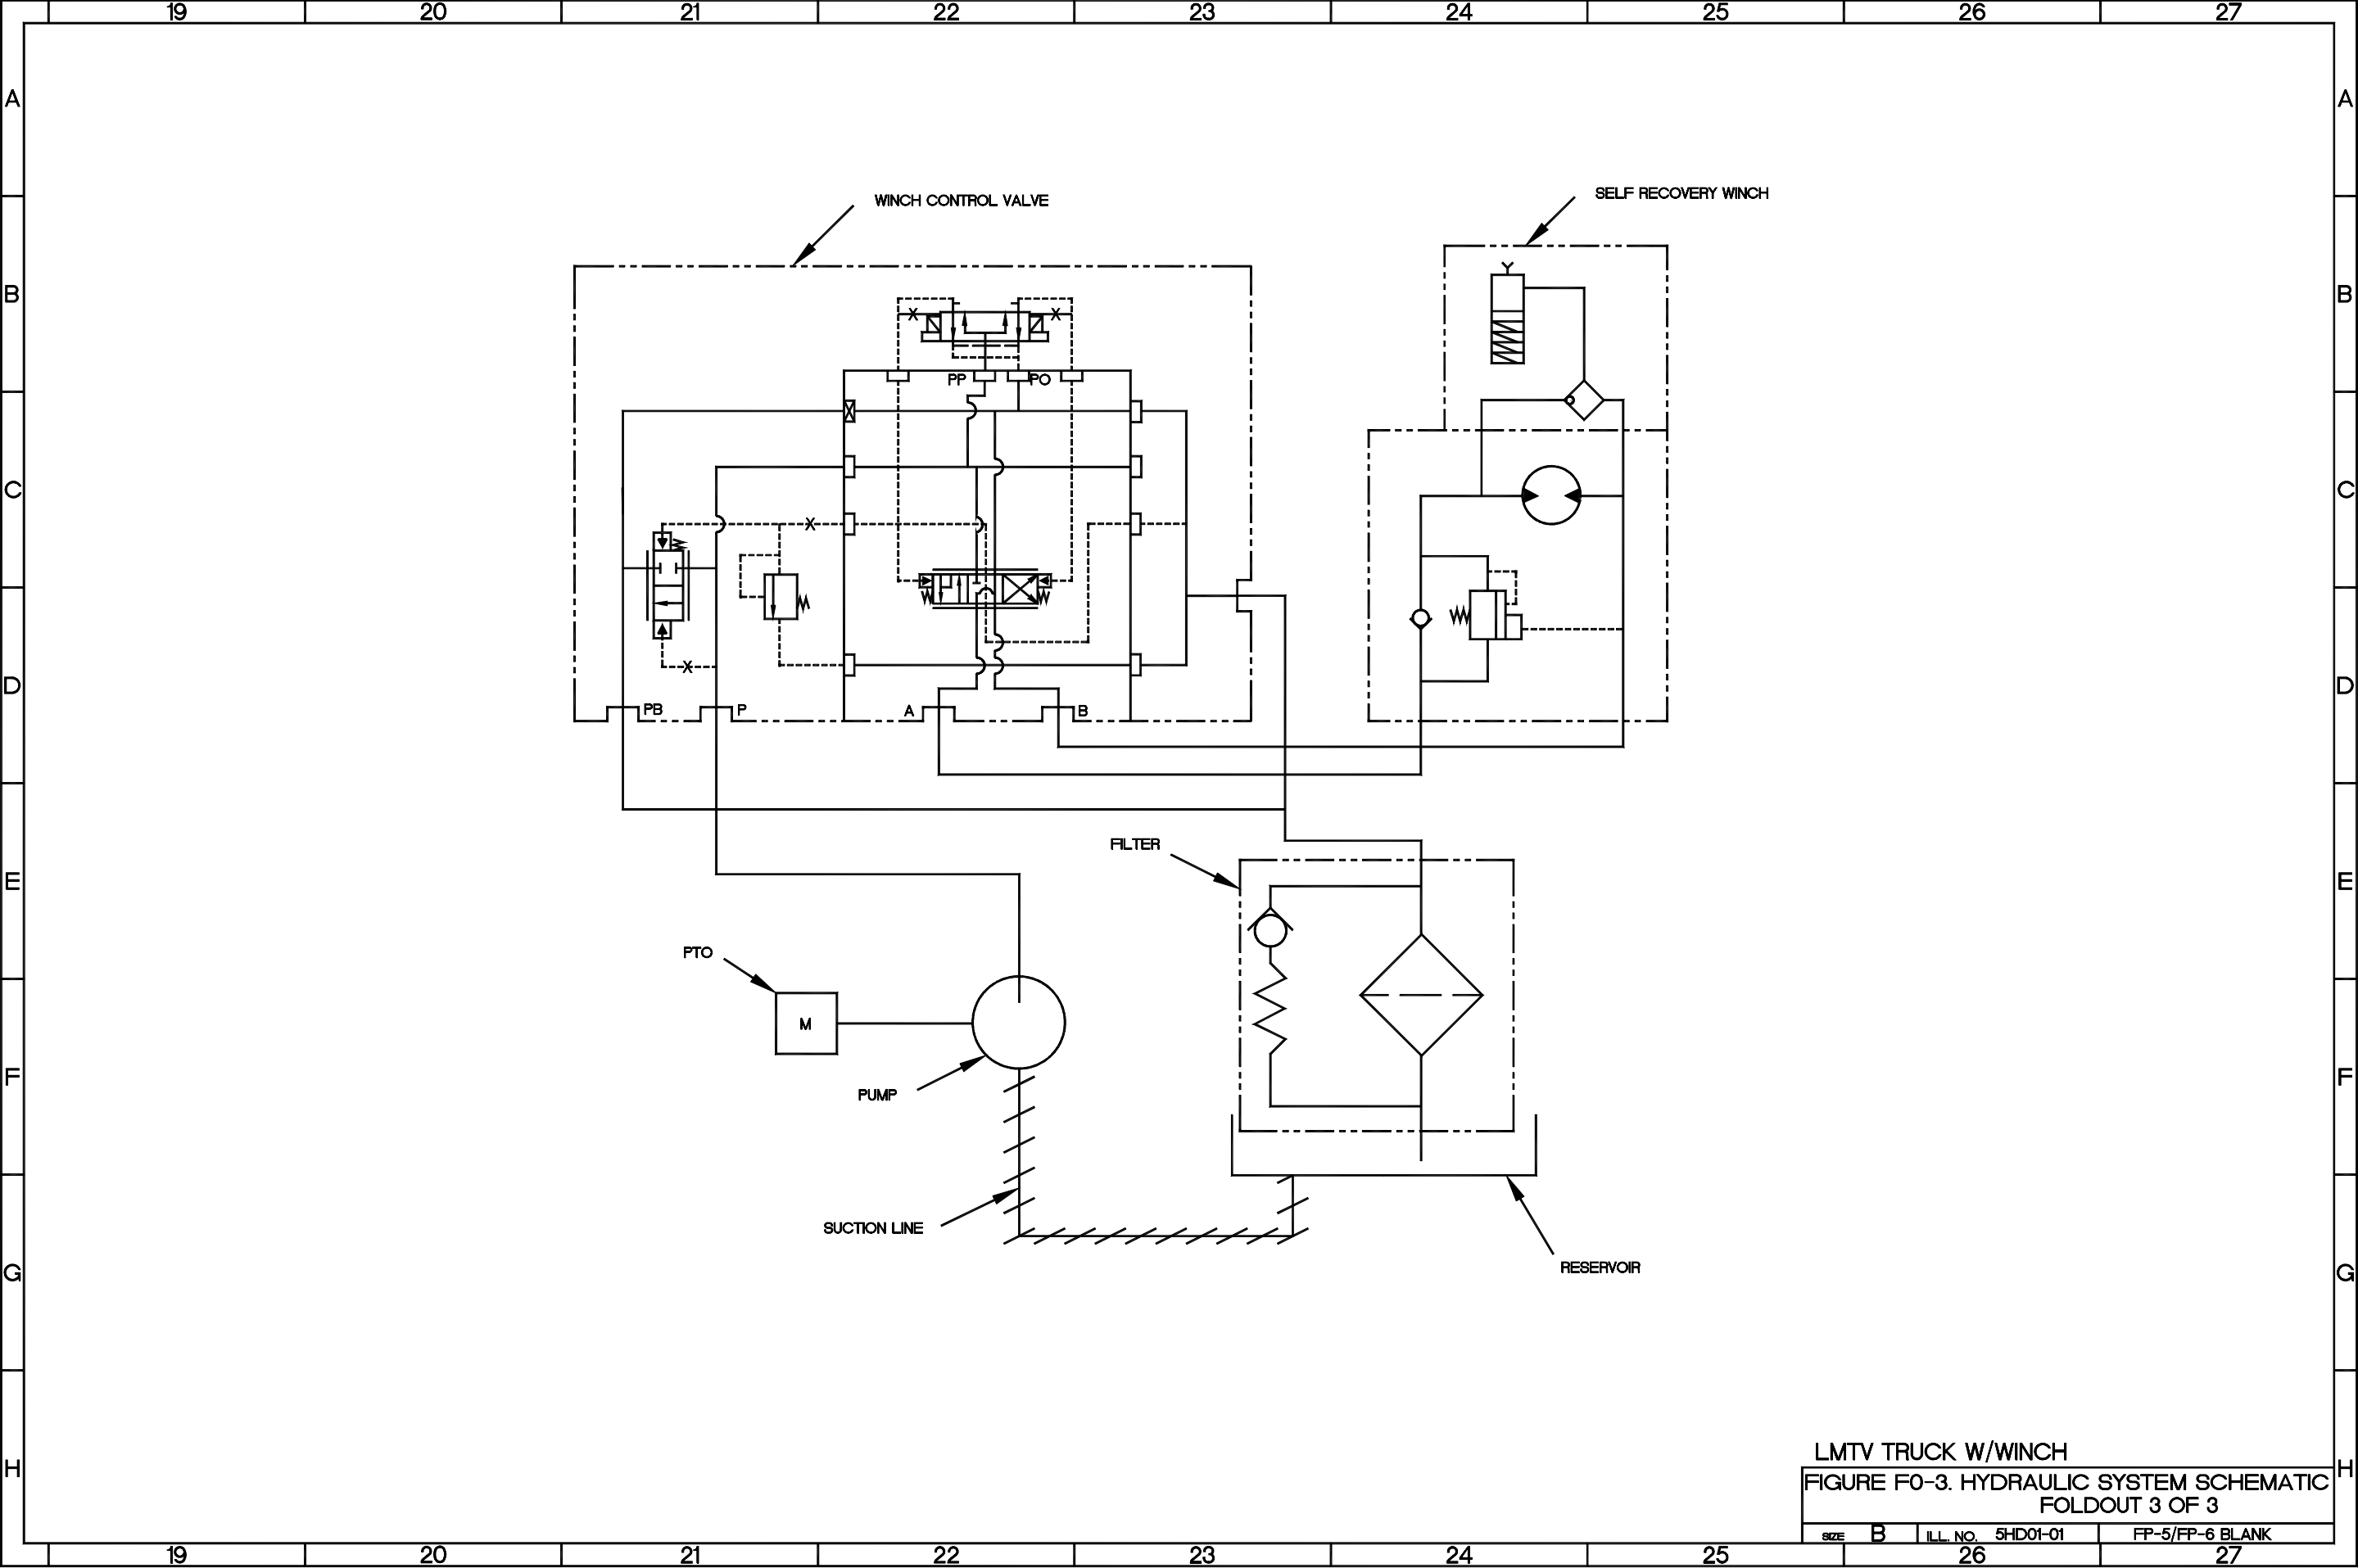 19 20 21 22 23 24 25 26 27
A A
WINCH CONTROL VALVE
SELF RECOVERY WINCH
B B
X X
PP PO
C C
X
X
D D
PB P A B
FILTER
E E
PTO
M
PUMP
F F
SUCTION LINE
RESERVOIR
G G
LMTV TRUCK W/WINCH
H H
FIGURE F0-3. HYDRAULIC SYSTEM SCHEMATIC
FOLDOUT 3 OF 3
SIZE B ILL. NO. 5HD01-01 FP-5/FP-6 BLANK
19 20 21 22 23 24 25 26 27